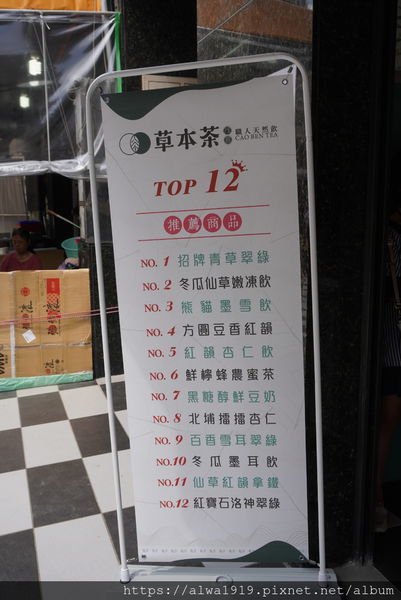 草本茶 職人天然飲
CAO BEN TEA
TOP 12
推薦商品
NO. 1 招牌青草翠綠
NO. 2 冬瓜仙草嫩凍飲
NO. 3 熊貓墨雪飲
NO. 4 方圓豆香紅韻
NO. 5 紅韻杏仁飲
NO. 6 鮮檸蜂農蜜茶
NO. 7 黑糖醇鮮豆奶
NO. 8 北埔擂擂杏仁
NO. 9 百香雪耳翠綠
NO.10 冬瓜墨耳飲
NO.11 仙草紅韻拿鐵
NO.12 紅寶石洛神翠綠
https://alwa1919.pixnet.net/album